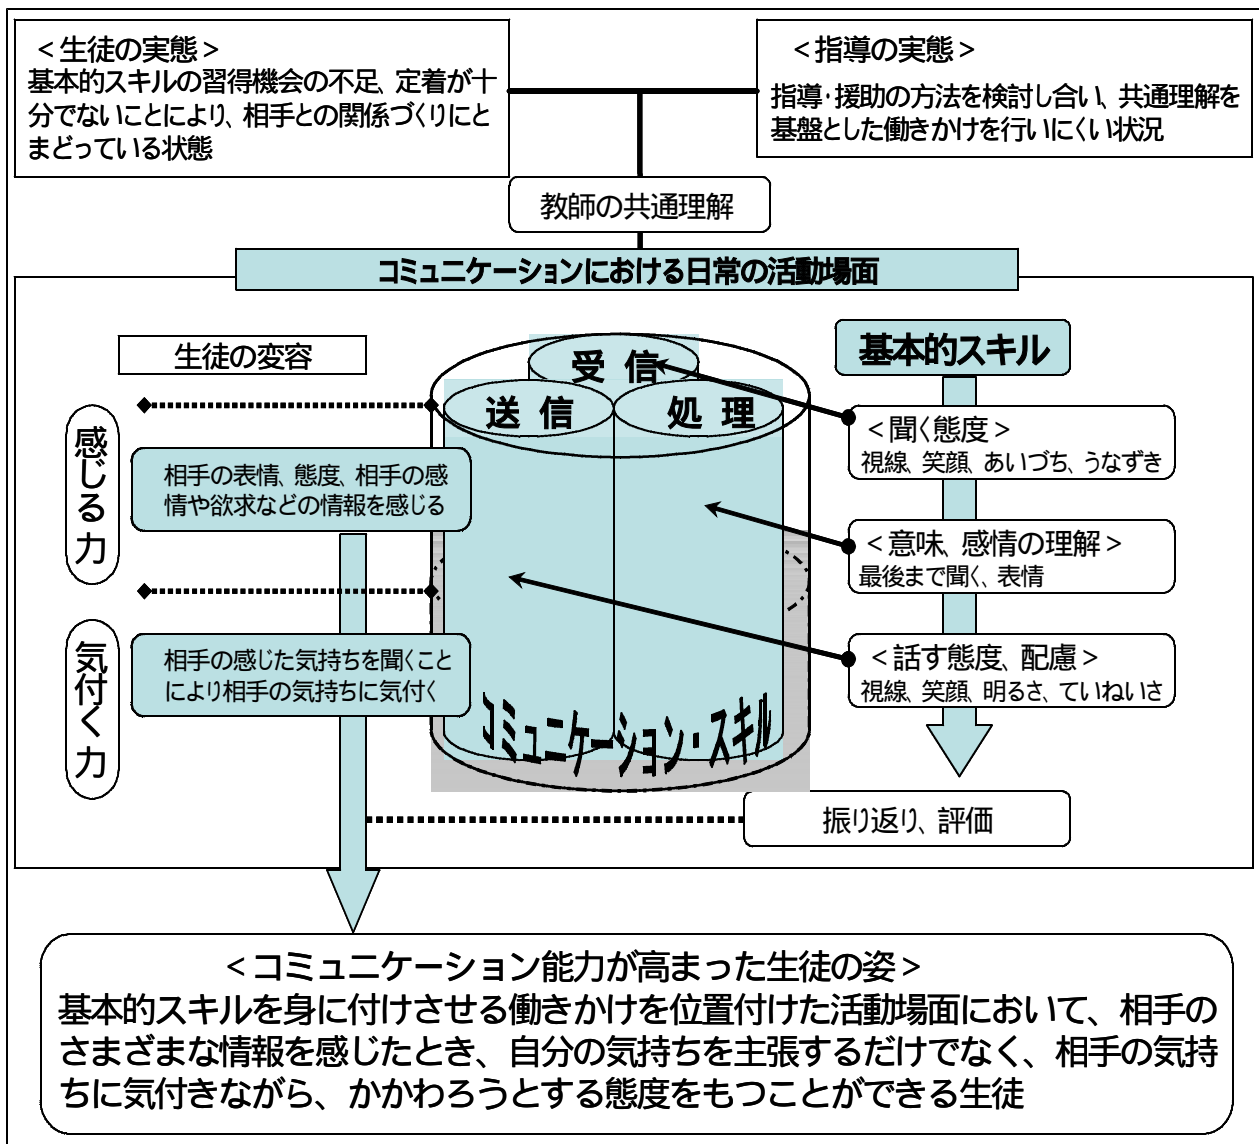 <生徒の実態>
基本的スキルの習得機会の不足、定着が十
分でないことにより、相手との関係づくりにと
まどっている状態
<指導の実態>
指導・援助の方法を検討し合い、共通理解を
基盤とした働きかけを行いにくい状況
教師の共通理解
コミュニケーションにおける日常の活動場面
生徒の変容
感じる力
相手の表情、態度、相手の感
情や欲求などの情報を感じる
気付く力
相手の感じた気持ちを聞くこと
により相手の気持ちに気付く
受信
送信
処理
コミュニケーション・スキル
基本的スキル
<聞く態度>
視線、笑顔、あいづち、うなずき
<意味、感情の理解>
最後まで聞く、表情
<話す態度、配慮>
視線、笑顔、明るさ、ていねいさ
振り返り、評価
<コミュニケーション能力が高まった生徒の姿>
基本的スキルを身に付けさせる働きかけを位置付けた活動場面において、相手の
さまざまな情報を感じたとき、自分の気持ちを主張するだけでなく、相手の気持
ちに気付きながら、かかわろうとする態度をもつことができる生徒